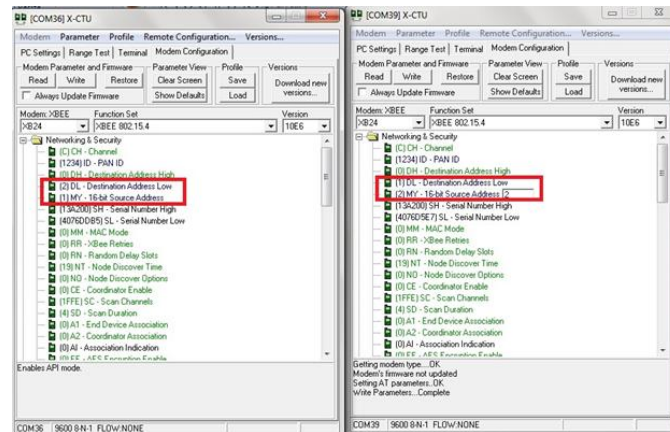 [COM36] X-CTU
Modem Parameter Profile Remote Configuration... Versions...
PC Settings | Range Test | Terminal Modem Configuration
Modem Parameter and Firmware Parameter View Profile Versions
Read Write Restore Clear Screen Save Download new versions...
Always Update Firmware Show Defaults Load
Modem: XBEE Function Set Version
XB24 XBEE 802.15.4 10E6
Networking & Security
(C) CH - Channel
(1234) ID - PAN ID
(0) DH - Destination Address High
(2) DL - Destination Address Low
(1) MY - 16-bit Source Address
(13A200) SH - Serial Number High
(4076DDB5) SL - Serial Number Low
(0) MM - MAC Mode
(0) RR - XBee Retries
(0) RN - Random Delay Slots
(19) NT - Node Discover Time
(0) NO - Node Discover Options
(0) CE - Coordinator Enable
(1FFE) SC - Scan Channels
(4) SD - Scan Duration
(0) A1 - End Device Association
(0) A2 - Coordinator Association
(0) AI - Association Indication
(0) EE - AES Encryption Enable
Enables API mode.
COM36 9600 8-N-1 FLOW:NONE
[COM39] X-CTU
Modem Parameter Profile Remote Configuration... Versions...
PC Settings | Range Test | Terminal Modem Configuration
Modem Parameter and Firmware Parameter View Profile Versions
Read Write Restore Clear Screen Save Download new versions...
Always Update Firmware Show Defaults Load
Modem: XBEE Function Set Version
XB24 XBEE 802.15.4 10E6
Networking & Security
(C) CH - Channel
(1234) ID - PAN ID
(0) DH - Destination Address High
(1) DL - Destination Address Low
(2) MY - 16-bit Source Address 2
(13A200) SH - Serial Number High
(4076D5E7) SL - Serial Number Low
(0) MM - MAC Mode
(0) RR - XBee Retries
(0) RN - Random Delay Slots
(19) NT - Node Discover Time
(0) NO - Node Discover Options
(0) CE - Coordinator Enable
(1FFE) SC - Scan Channels
(4) SD - Scan Duration
(0) A1 - End Device Association
(0) A2 - Coordinator Association
(0) AI - Association Indication
(0) EE - AES Encryption Enable
Getting modem type....OK
Modem's firmware not updated
Setting AT parameters..OK
Write Parameters...Complete
COM39 9600 8-N-1 FLOW:NONE